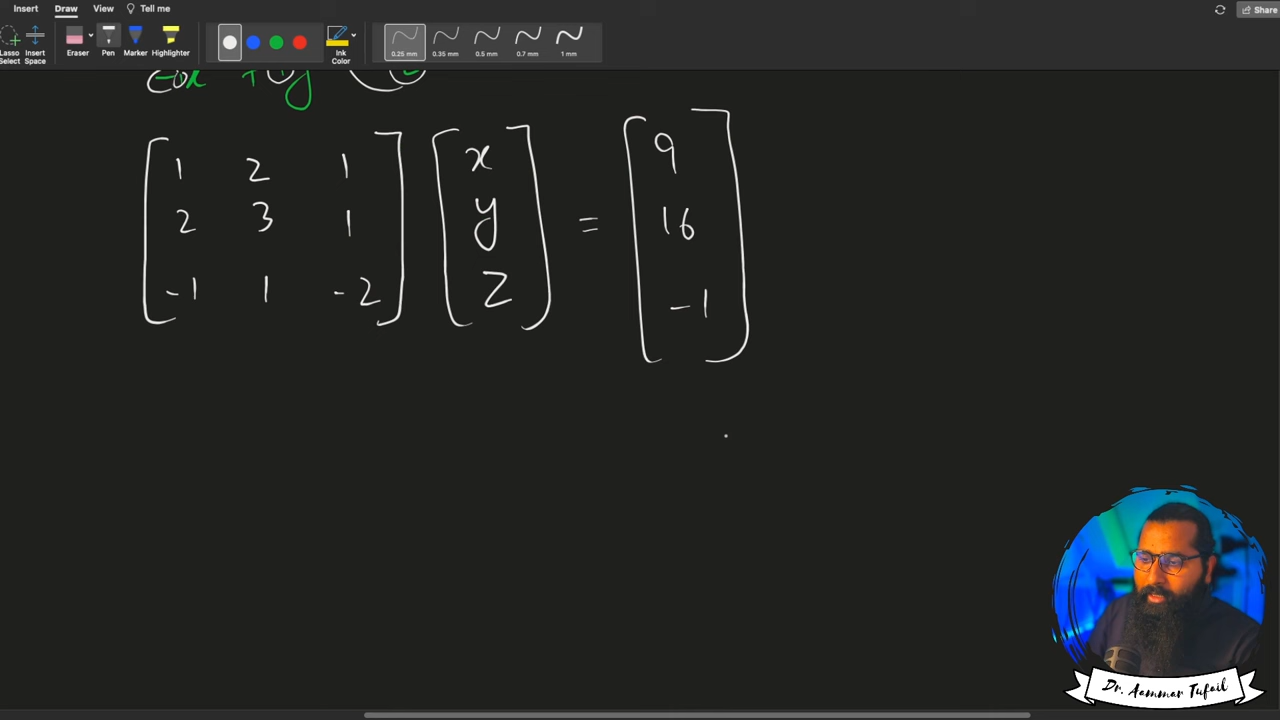 Insert Draw View Tell me
Share
Lasso Select
Insert Space
Eraser
Pen
Marker
Highlighter
Ink Color
0.25 mm 0.35 mm 0.5 mm 0.7 mm 1 mm
1 2 1 x 9
2 3 1 y = 16
-1 1 -2 z -1
Dr. Aammar Tufail